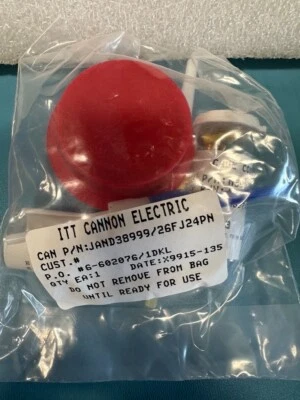 ITT CANNON ELECTRIC
CAN P/N:JAND38999/26FJ24PN
CUST.#
P.O. #6-602076/1DKL
QTY EA:1 DATE:X9915-135
DO NOT REMOVE FROM BAG
UNTIL READY FOR USE